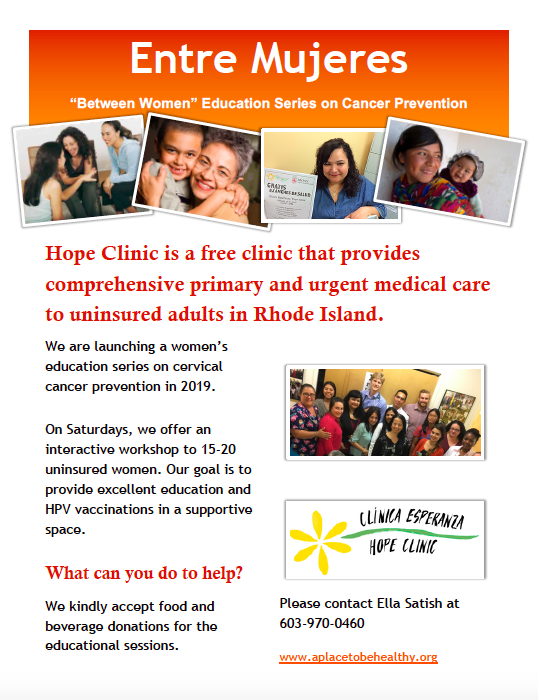 Entre Mujeres
“Between Women” Education Series on Cancer Prevention
GRATIS
Hope Clinic is a free clinic that provides
comprehensive primary and urgent medical care
to uninsured adults in Rhode Island.
We are launching a women’s
education series on cervical
cancer prevention in 2019.
On Saturdays, we offer an
interactive workshop to 15-20
uninsured women. Our goal is to
provide excellent education and
HPV vaccinations in a supportive
space.
CLÍNICA ESPERANZA
HOPE CLINIC
What can you do to help?
We kindly accept food and
beverage donations for the
educational sessions.
Please contact Ella Satish at
603-970-0460
www.aplacetobehealthy.org